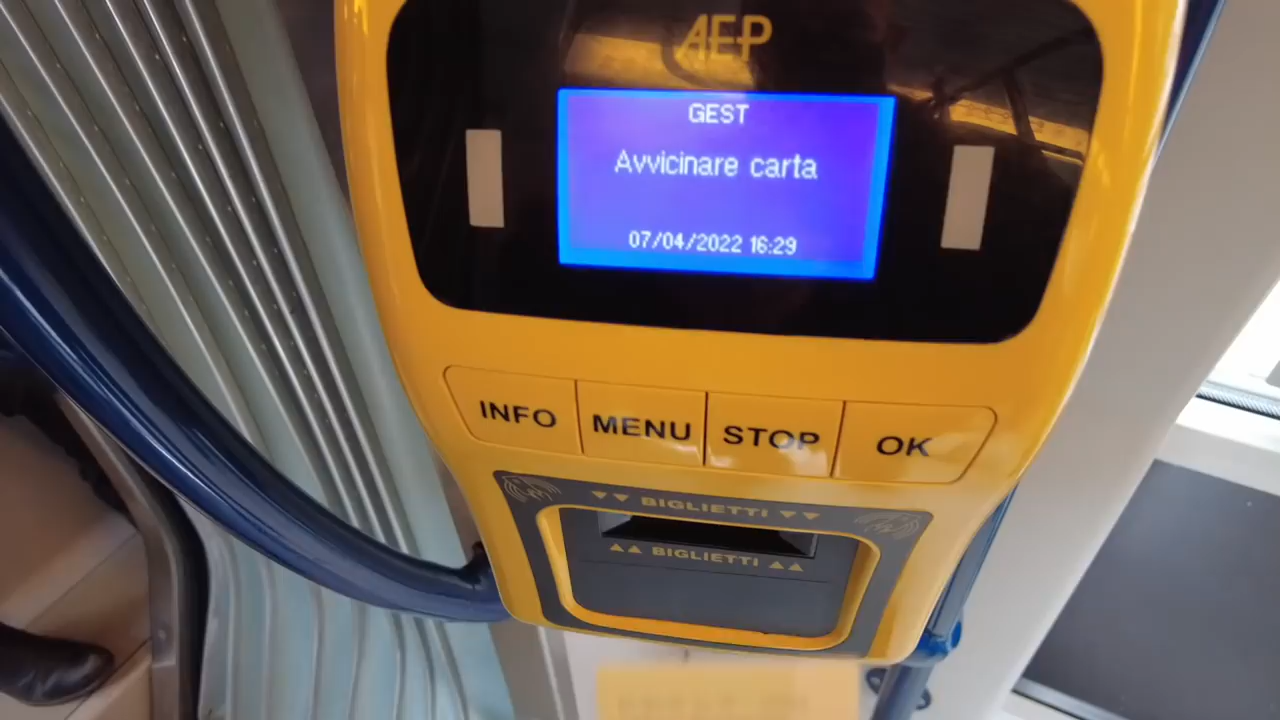 AEP
GEST
Avvicinare carta
07/04/2022 16:29
INFO MENU STOP OK
BIGLIETTI
BIGLIETTI